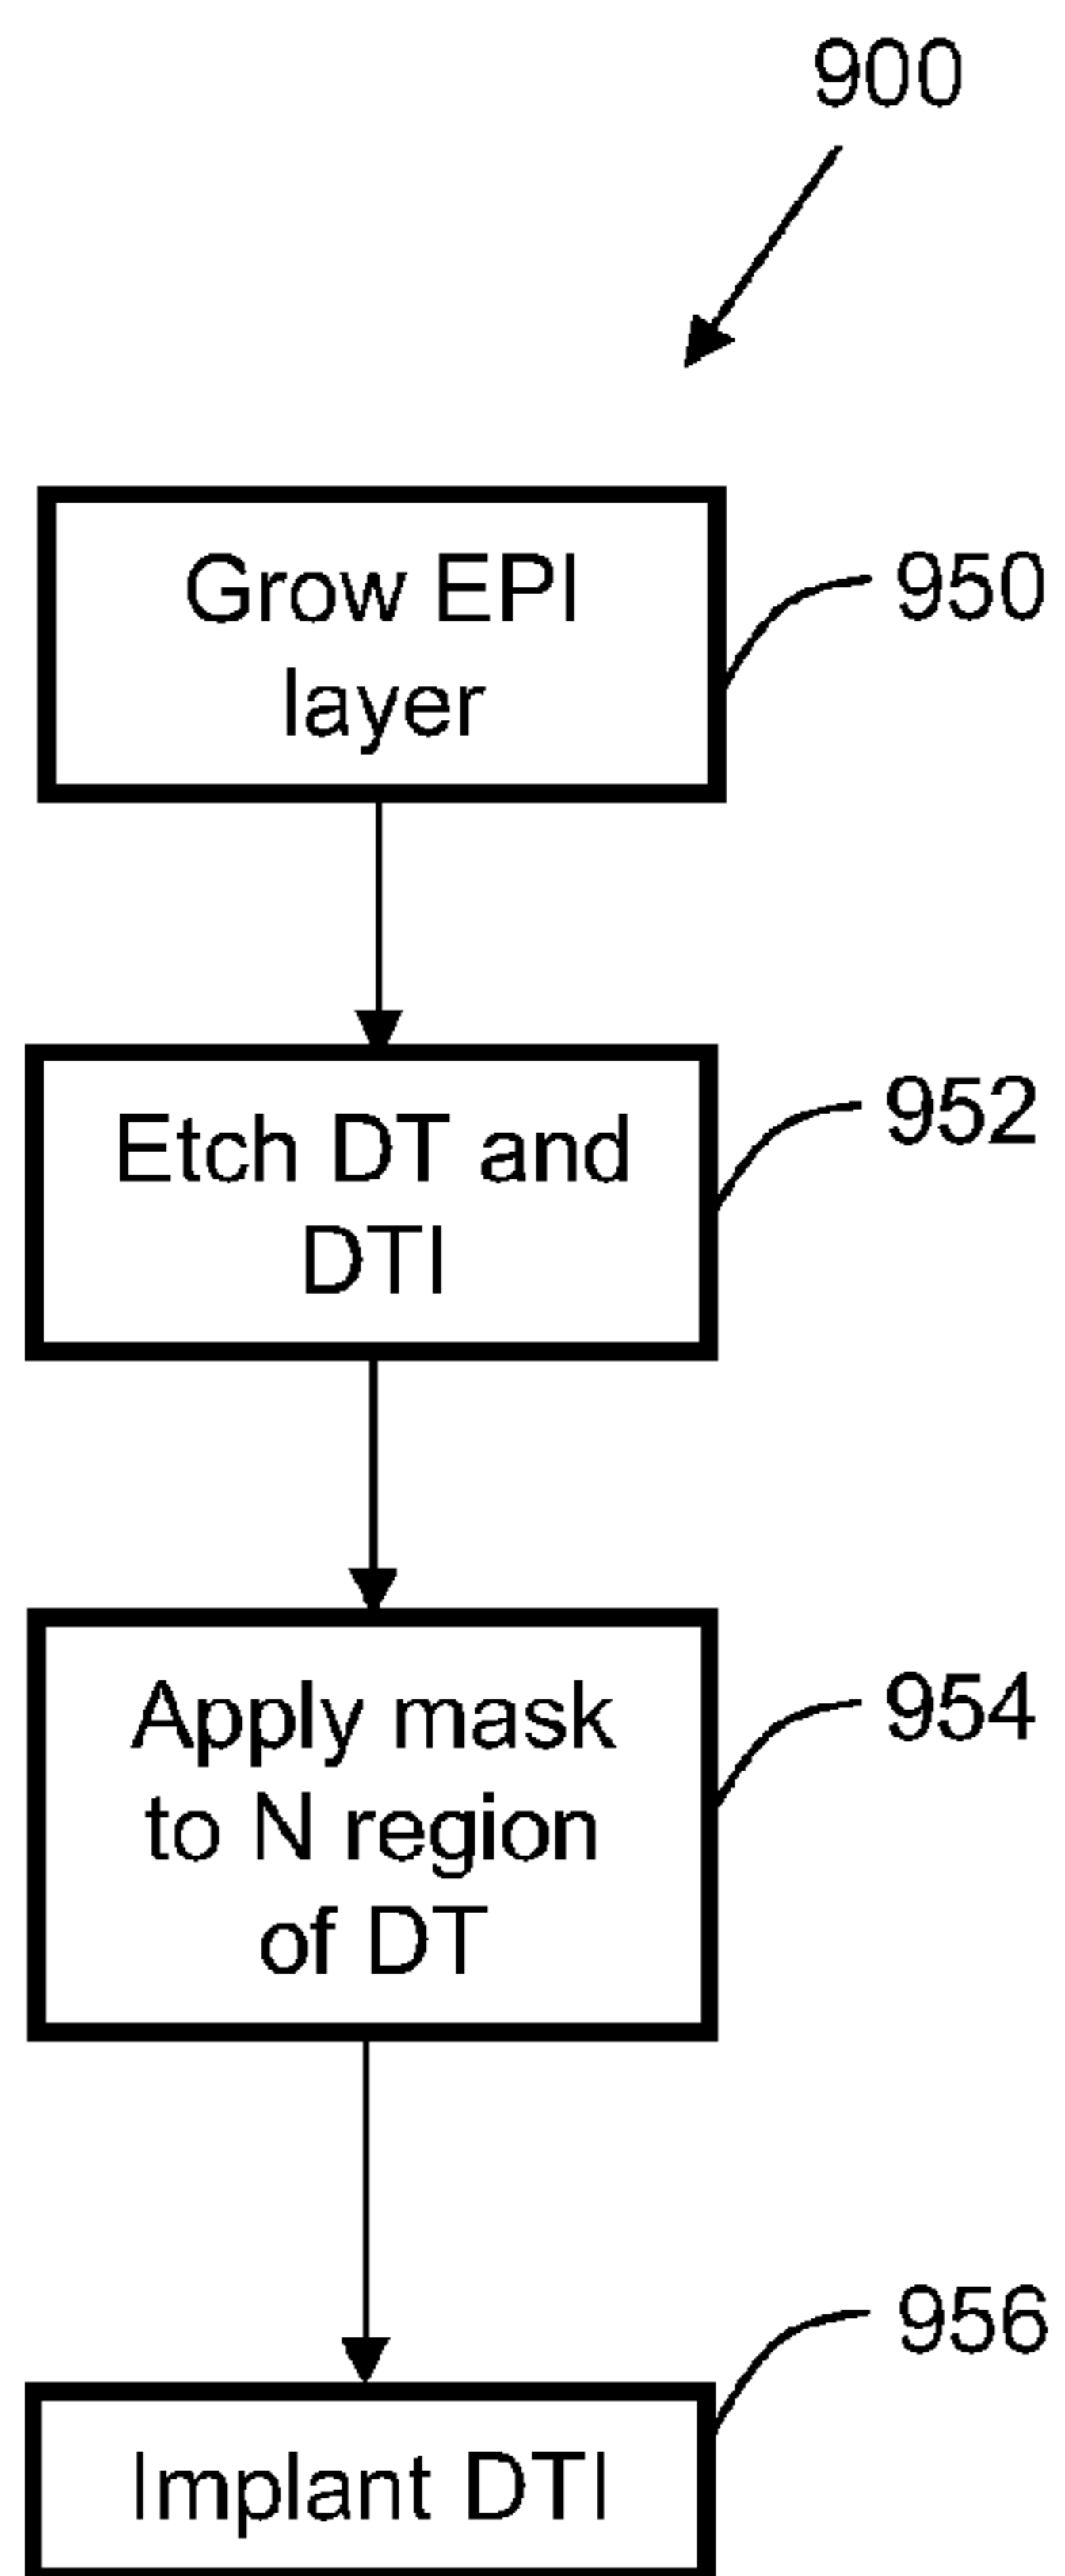 900
Grow EPI
layer
950
Etch DT and
DTI
952
Apply mask
to N region
of DT
954
Implant DTI
956